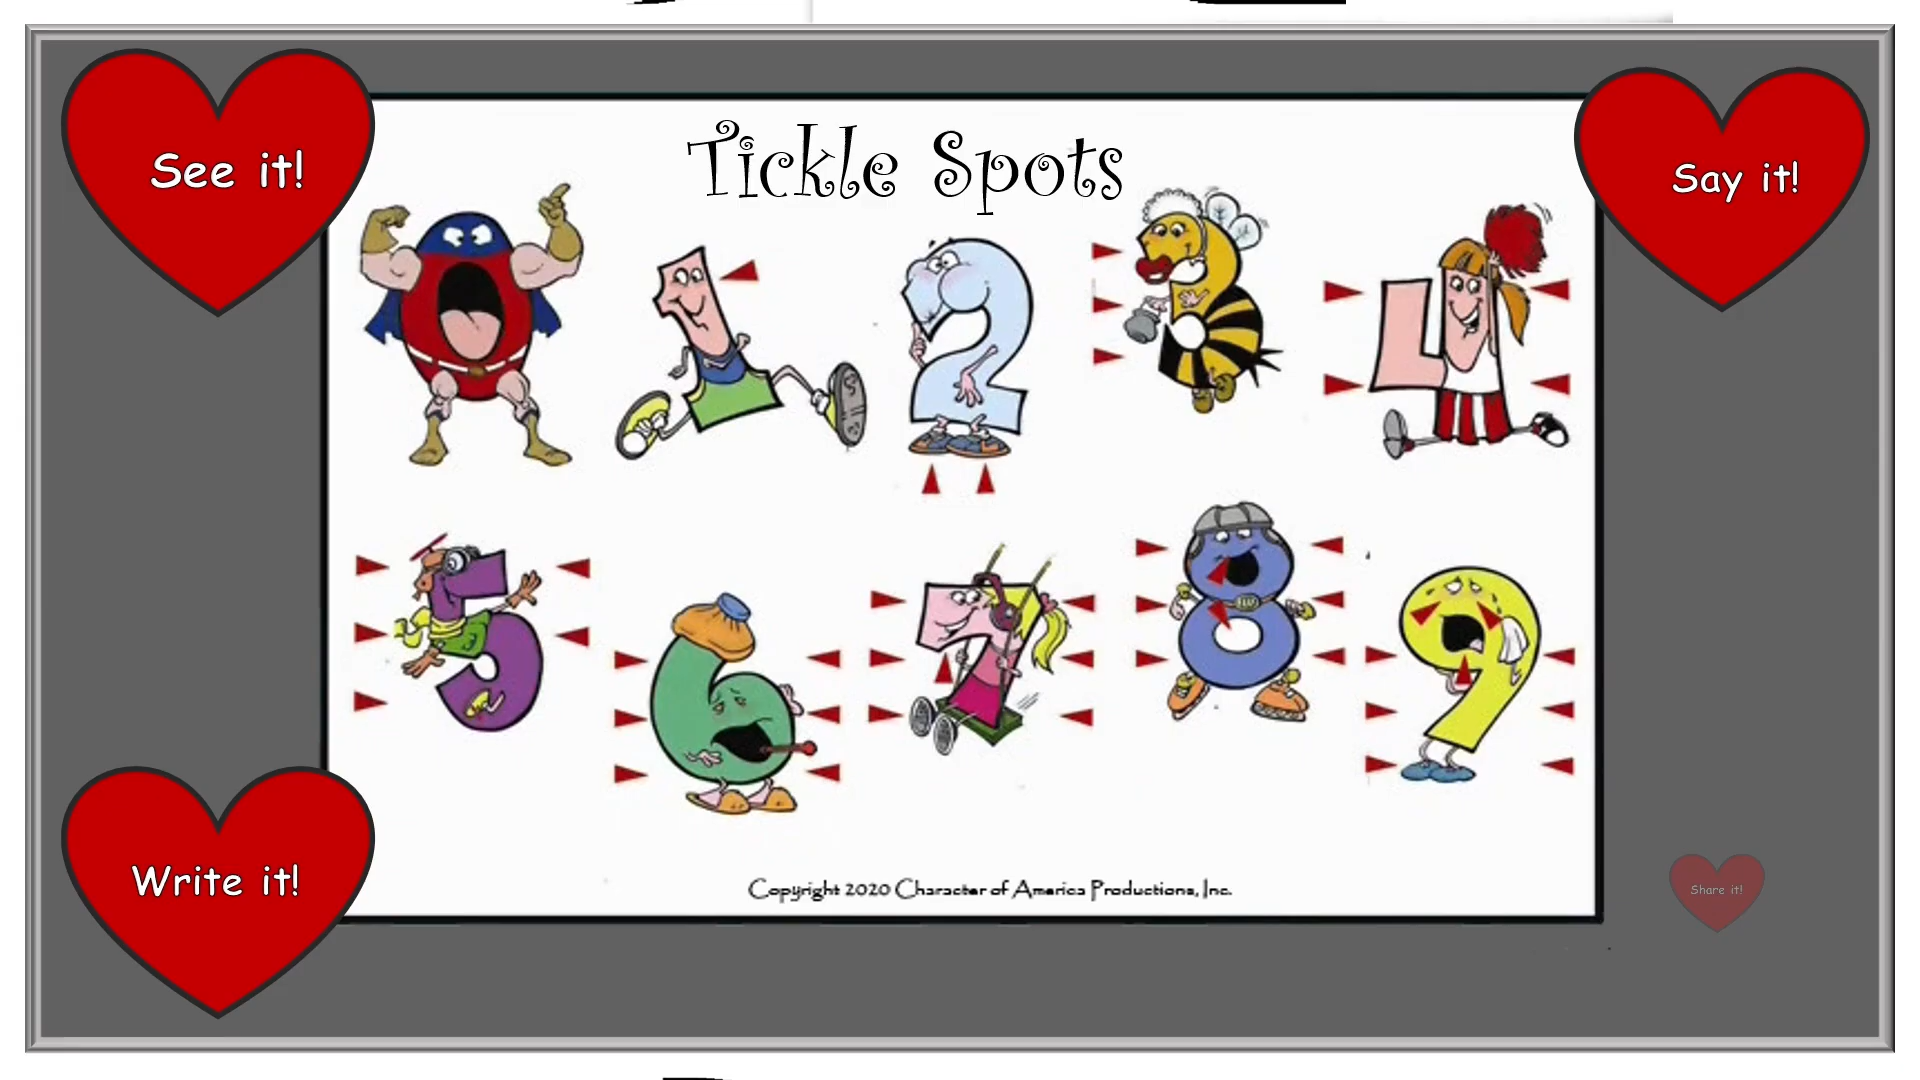 See it!
Tickle Spots
Say it!
Write it!
Copyright 2020 Character of America Productions, Inc.
Share it!